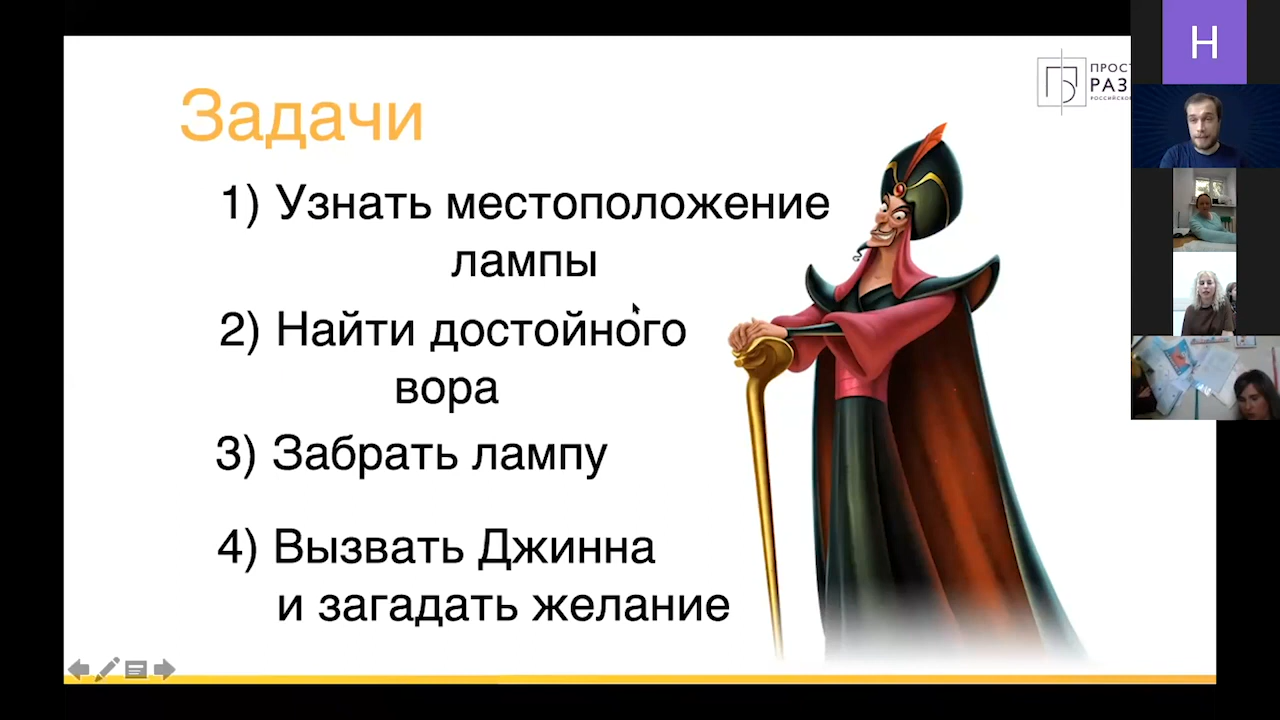 Задачи
1) Узнать местоположение
лампы
2) Найти достойного
вора
3) Забрать лампу
4) Вызвать Джинна
и загадать желание
Н